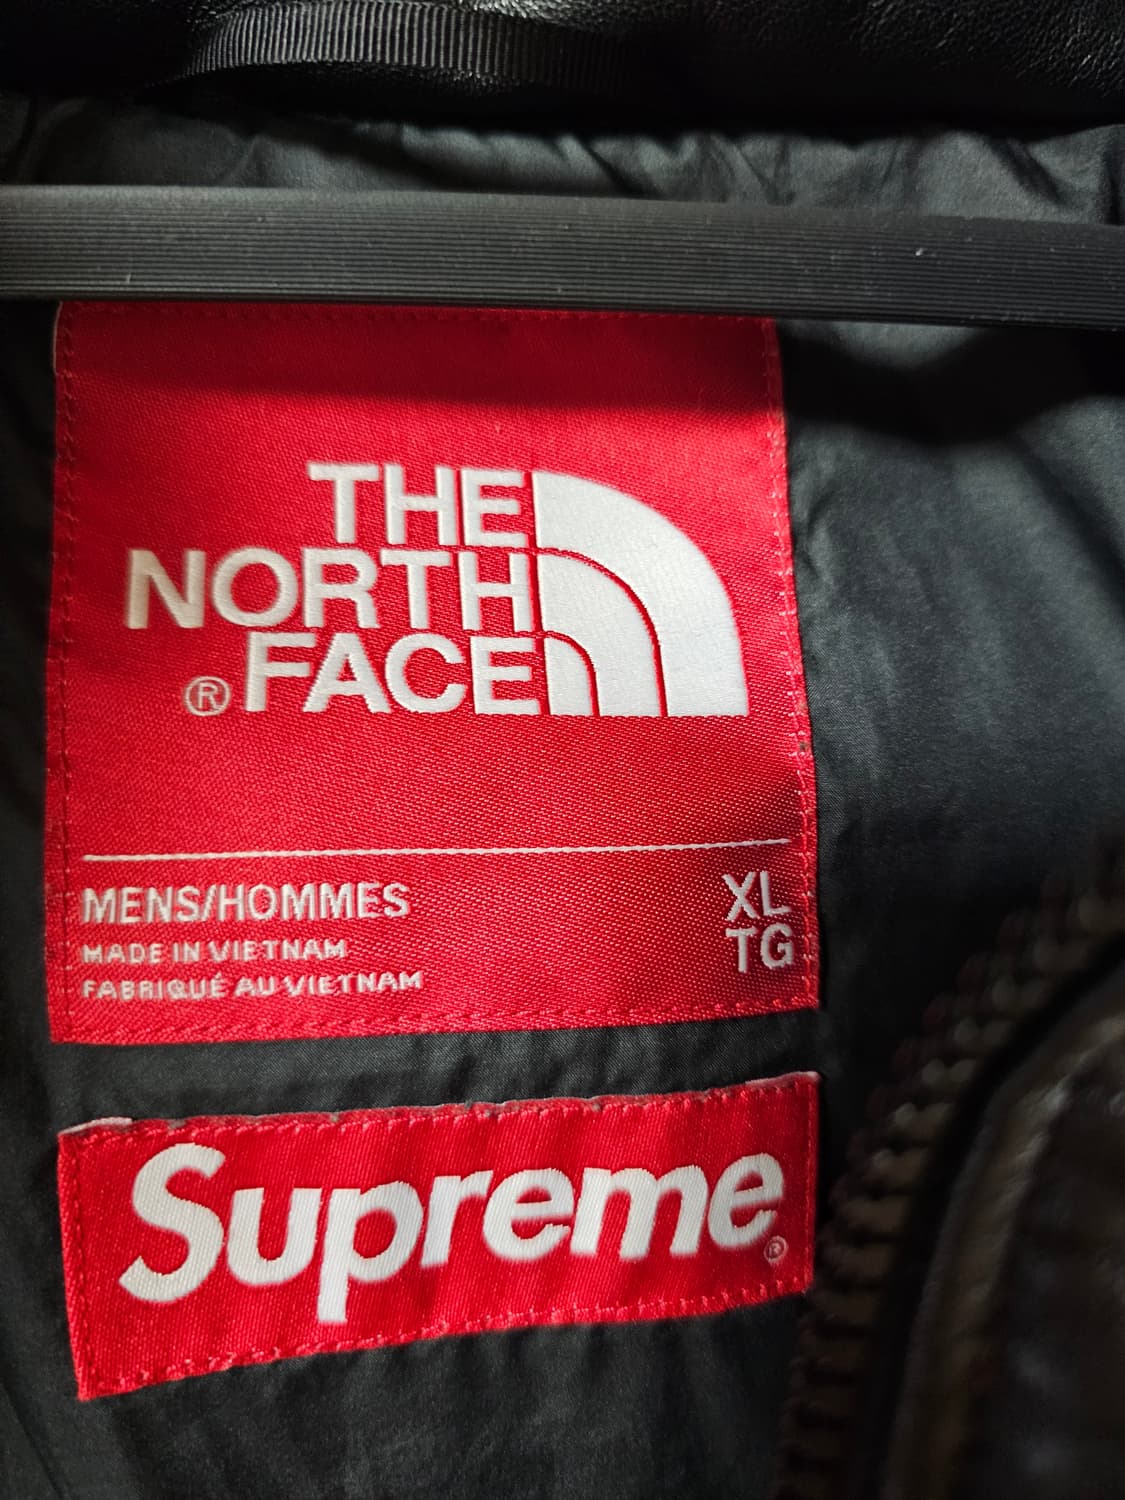 THE
NORTH
® FACE
MENS/HOMMES XL
MADE IN VIETNAM TG
FABRIQUÉ AU VIETNAM
Supreme ®